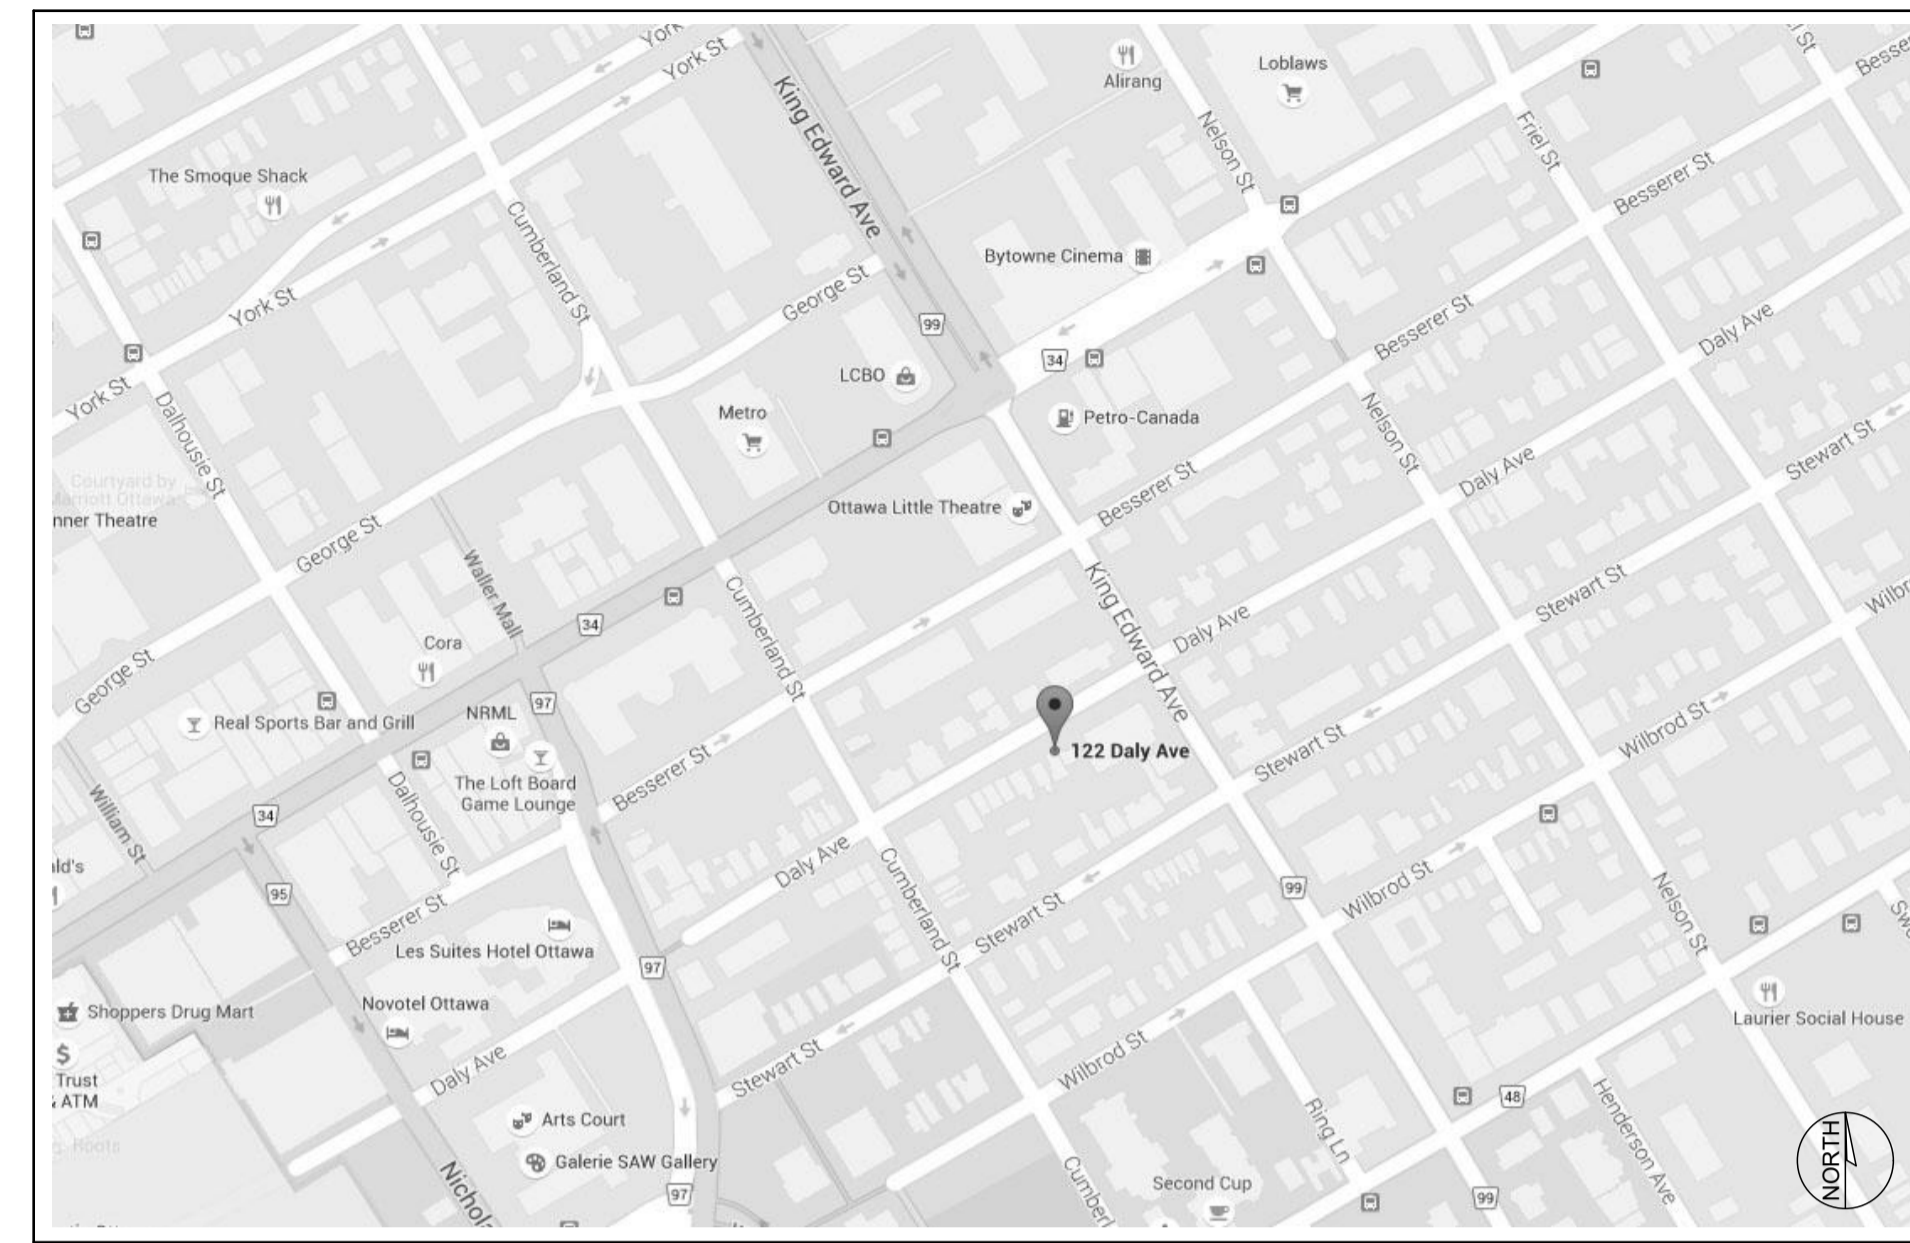 York
York St
Alirang
Loblaws
King Edward Ave
Nelson St
Friel St
l St
Besse
The Smoque Shack
Besserer St
Cumberland St
Bytowne Cinema
George St
York St
99
34
Besserer St
Daly Ave
LCBO
York St
Dalhousie St
Metro
Petro-Canada
Nelson St
Stewart St
Courtyard by
Marriott Ottawa
nner Theatre
Ottawa Little Theatre
Besserer St
Daly Ave
George St
Waller Mall
Cumberland St
King Edward Ave
Stewart St
Wilbr
34
Cora
Daly Ave
George St
97
NRML
Real Sports Bar and Grill
122 Daly Ave
Stewart St
Wilbrod St
The Loft Board
Game Lounge
Besserer St
William St
34
Dalhousie St
ald's
95
Daly Ave
Cumberland St
Stewart St
99
Wilbrod St
Nelson St
Sw
Besserer St
Les Suites Hotel Ottawa
97
Shoppers Drug Mart
Novotel Ottawa
Laurier Social House
$
Trust
& ATM
Daly Ave
Stewart St
Wilbrod St
48
Roots
Arts Court
Galerie SAW Gallery
Ring Ln
Henderson Ave
NORTH
Nichola
97
Cumberl
Second Cup
99